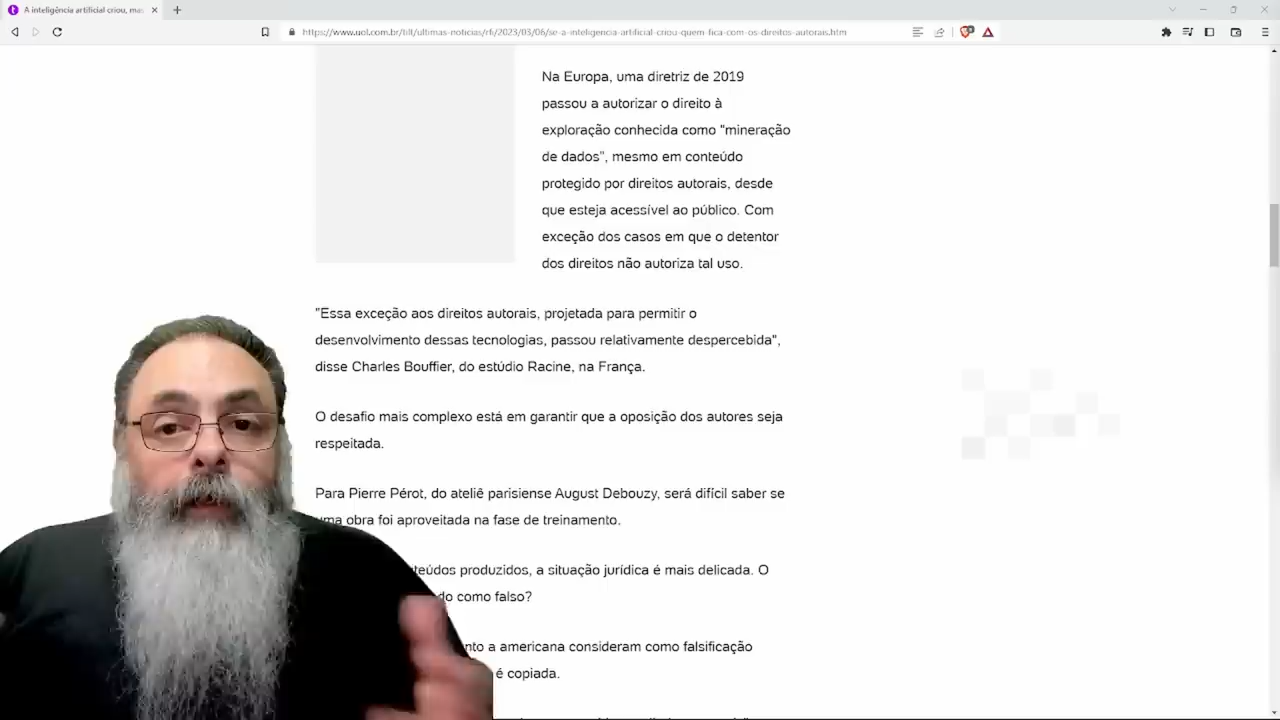 A inteligência artificial criou, mas
https://www.uol.com.br/tilt/ultimas-noticias/rfi/2023/03/06/se-a-inteligencia-artificial-criou-quem-fica-com-os-direitos-autorais.htm
Na Europa, uma diretriz de 2019
passou a autorizar o direito à
exploração conhecida como "mineração
de dados", mesmo em conteúdo
protegido por direitos autorais, desde
que esteja acessível ao público. Com
exceção dos casos em que o detentor
dos direitos não autoriza tal uso.
"Essa exceção aos direitos autorais, projetada para permitir o
desenvolvimento dessas tecnologias, passou relativamente despercebida",
disse Charles Bouffier, do estúdio Racine, na França.
O desafio mais complexo está em garantir que a oposição dos autores seja
respeitada.
Para Pierre Pérot, do ateliê parisiense August Debouzy, será difícil saber se
uma obra foi aproveitada na fase de treinamento.
teúdos produzidos, a situação jurídica é mais delicada. O
do como falso?
nto a americana consideram como falsificação
é copiada.